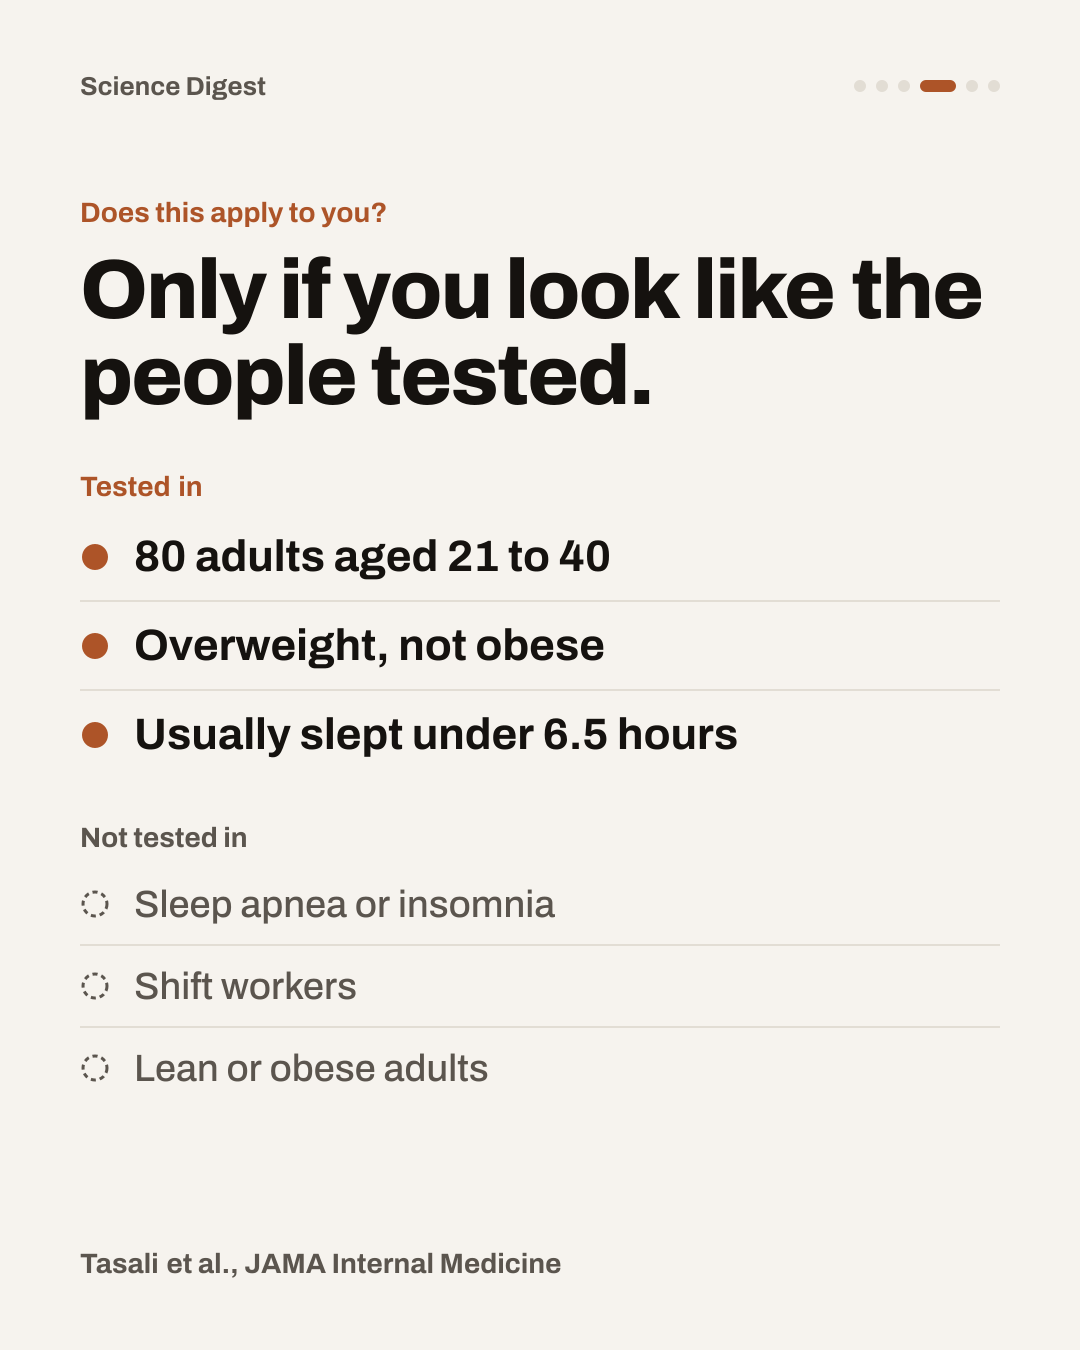 Science Digest
Does this apply to you?
Only if you look like the
people tested.
Tested in
80 adults aged 21 to 40
Overweight, not obese
Usually slept under 6.5 hours
Not tested in
Sleep apnea or insomnia
Shift workers
Lean or obese adults
Tasali et al., JAMA Internal Medicine